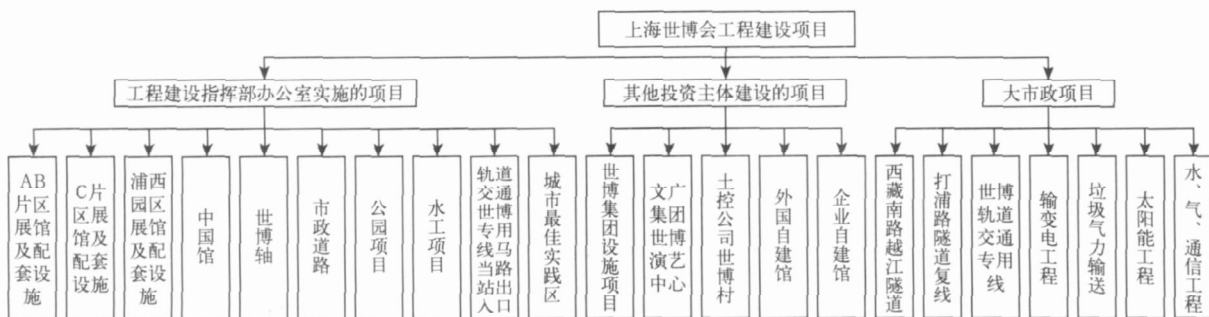 上海世博会工程建设项目
工程建设指挥部办公室实施的项目
其他投资主体建设的项目
大市政项目
AB片区展馆及配套设施
C片区展馆及配套设施
浦西园区展馆及配套设施
中国馆
世博轴
市政道路
公园项目
水工项目
轨道交通世博专用线马当路站出入口
城市最佳实践区
世博集团设施项目
文广集团世博演艺中心
土控公司世博村
外国自建馆
企业自建馆
西藏南路越江隧道
打浦路隧道复线
世博轨道交通专用线
输变电工程
垃圾气力输送
太阳能工程
水、气、通信工程